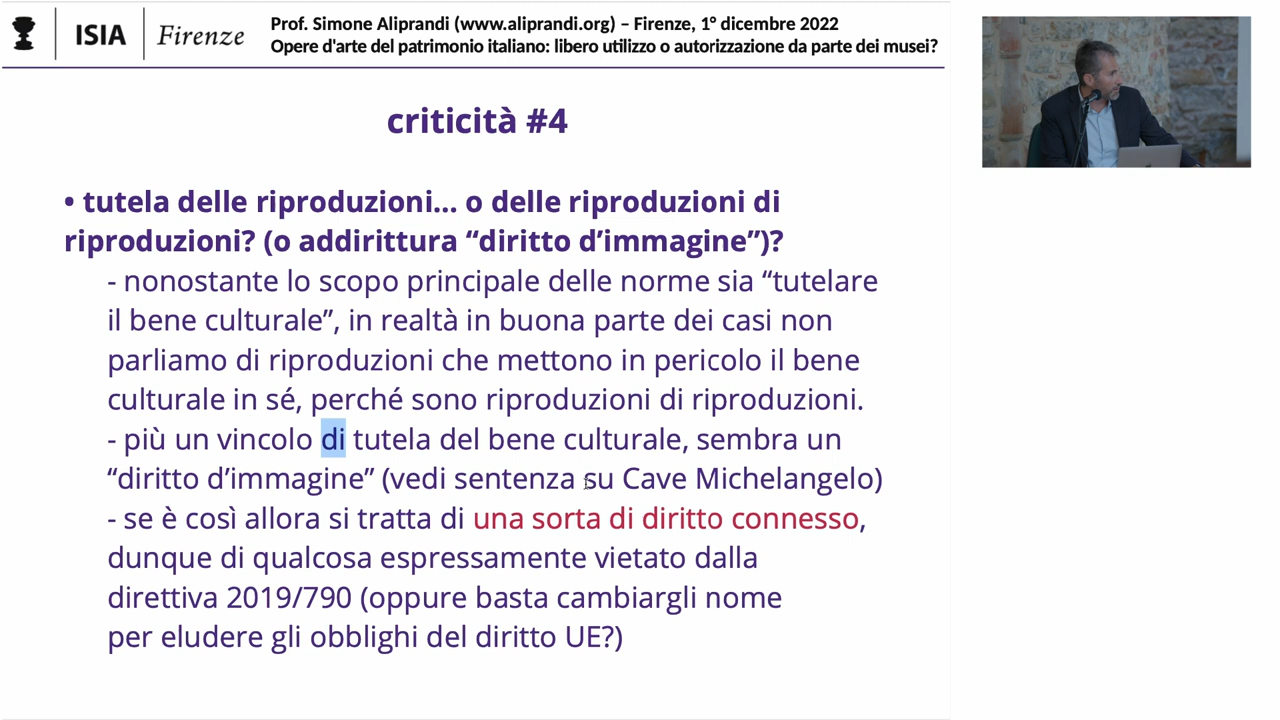 ISIA Firenze
Prof. Simone Aliprandi (www.aliprandi.org) – Firenze, 1° dicembre 2022
Opere d'arte del patrimonio italiano: libero utilizzo o autorizzazione da parte dei musei?
criticità #4
• tutela delle riproduzioni... o delle riproduzioni di
riproduzioni? (o addirittura “diritto d’immagine”)?
- nonostante lo scopo principale delle norme sia “tutelare
il bene culturale”, in realtà in buona parte dei casi non
parliamo di riproduzioni che mettono in pericolo il bene
culturale in sé, perché sono riproduzioni di riproduzioni.
- più un vincolo di tutela del bene culturale, sembra un
“diritto d’immagine” (vedi sentenza su Cave Michelangelo)
- se è così allora si tratta di una sorta di diritto connesso,
dunque di qualcosa espressamente vietato dalla
direttiva 2019/790 (oppure basta cambiargli nome
per eludere gli obblighi del diritto UE?)